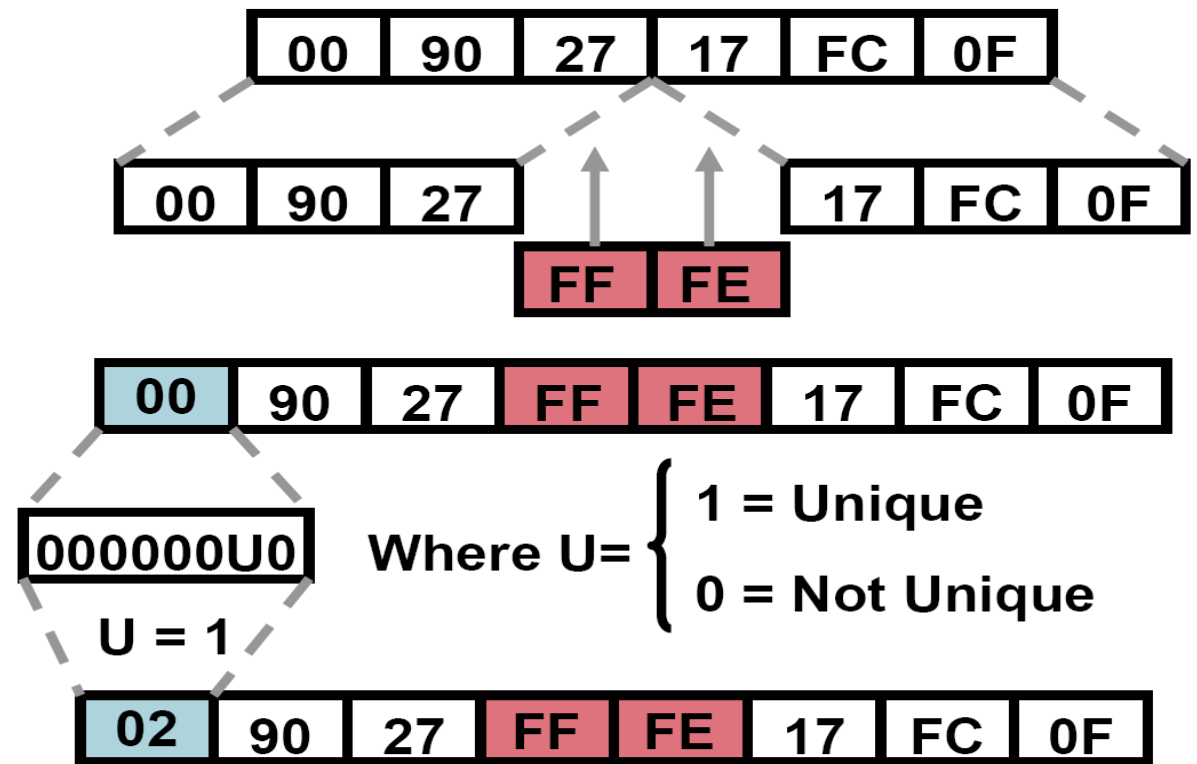 00 90 27 17 FC 0F
00 90 27 17 FC 0F
FF FE
00 90 27 FF FE 17 FC 0F
1 = Unique
000000U0 Where U=
0 = Not Unique
U = 1
02 90 27 FF FE 17 FC 0F